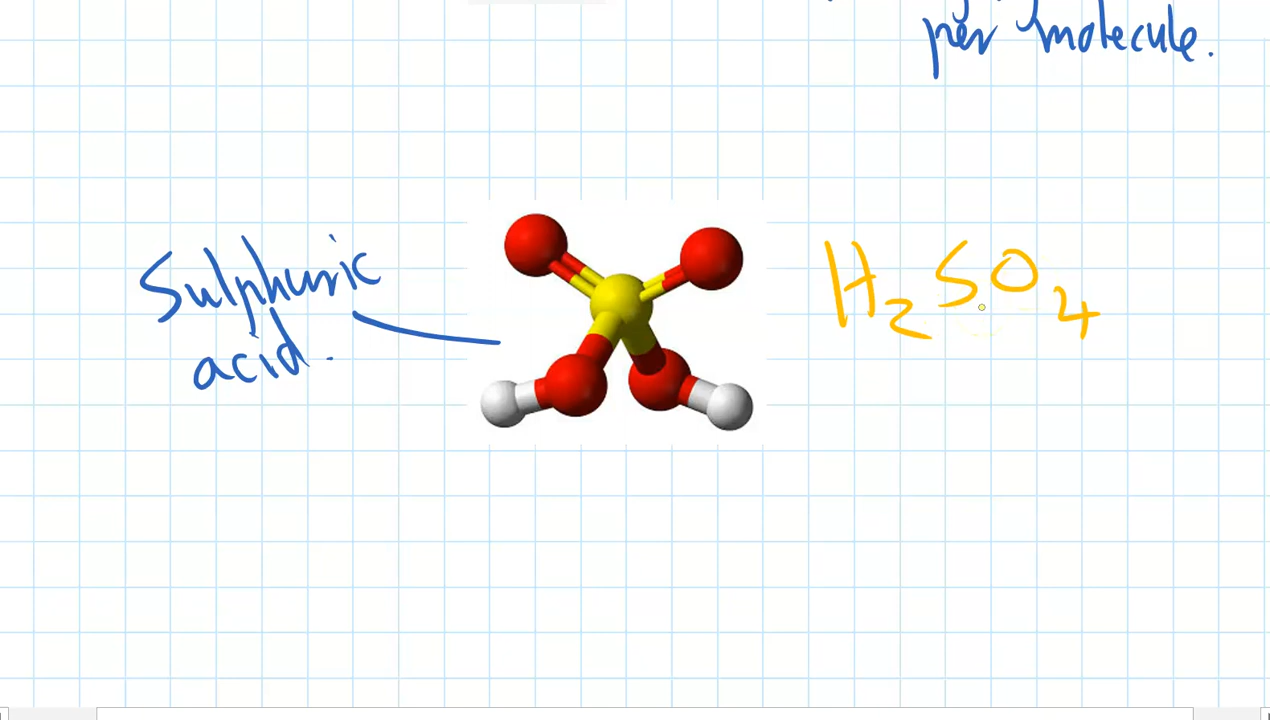 per molecule.
Sulphuric
acid.
H₂SO₄